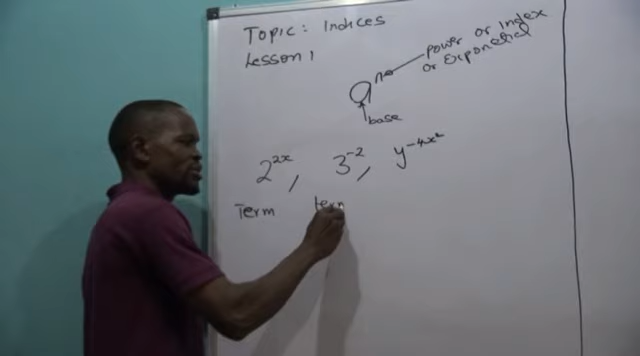 Topic: Indices
Lesson 1
a^n
power or Index
or Exponential
base
2^2x, 3^-2, y^-4x^2
Term term